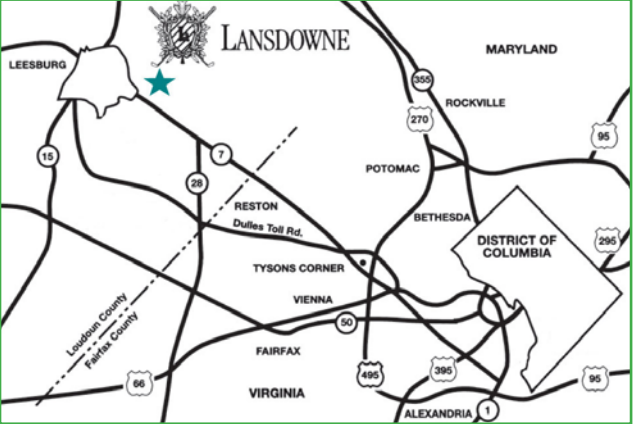 LANSDOWNE
LEESBURG
MARYLAND
355
ROCKVILLE
270
95
15
7
28
POTOMAC
RESTON
BETHESDA
Dulles Toll Rd.
DISTRICT OF
COLUMBIA
295
TYSONS CORNER
VIENNA
Loudoun County
Fairfax County
50
FAIRFAX
66
495
395
95
VIRGINIA
ALEXANDRIA
1